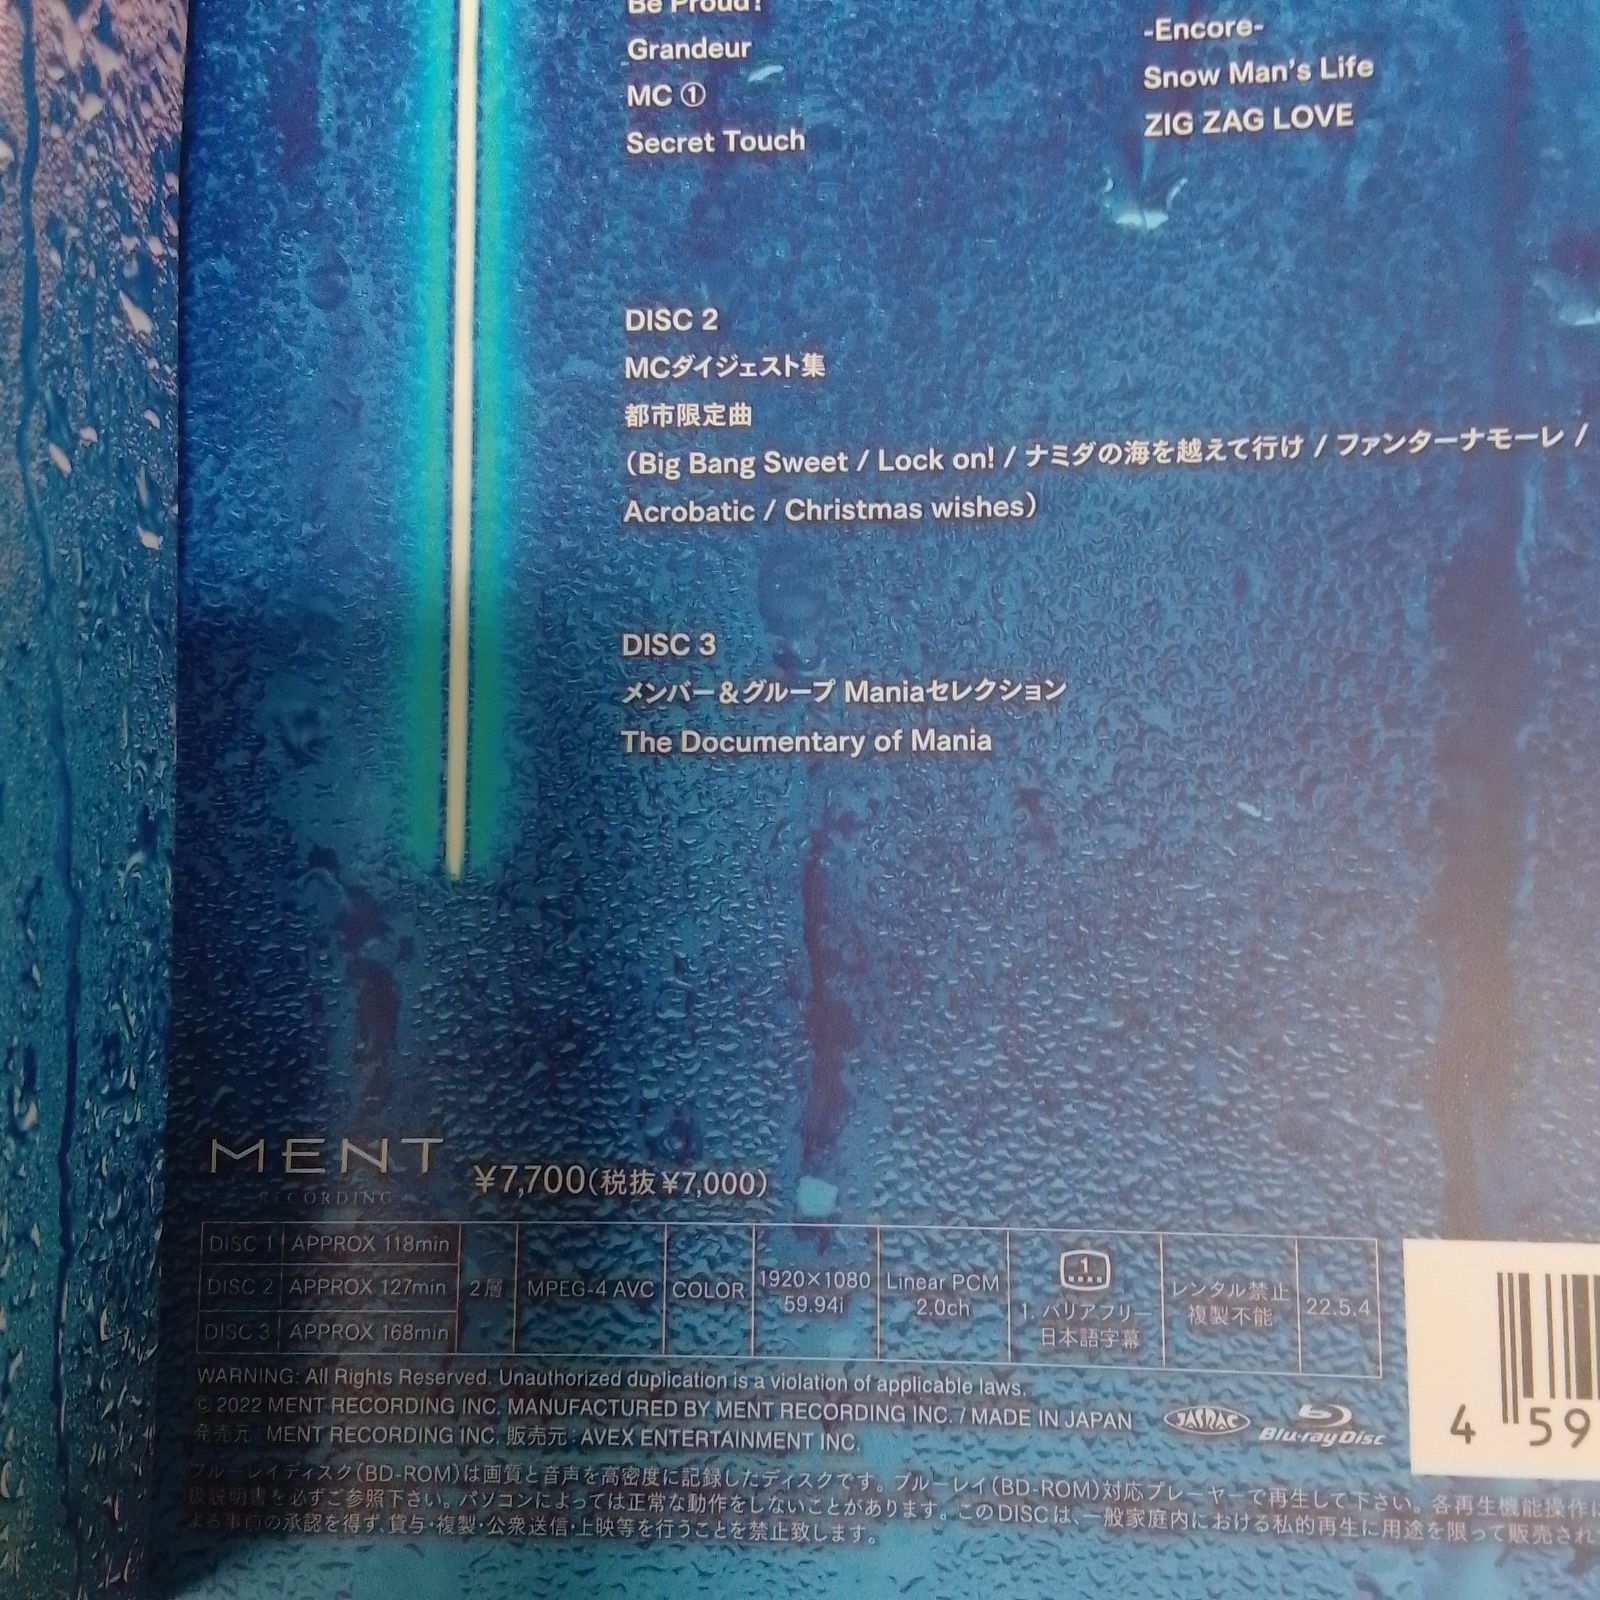 Be Proud!
Grandeur
MC ①
Secret Touch
-Encore-
Snow Man's Life
ZIG ZAG LOVE
DISC 2
MCダイジェスト集
都市限定曲
(Big Bang Sweet / Lock on! / ナミダの海を越えて行け / ファンターナモーレ /
Acrobatic / Christmas wishes)
DISC 3
メンバー&グループ Maniaセレクション
The Documentary of Mania
MENT
RECORDING
¥7,700(税抜¥7,000)
DISC 1 APPROX 118min
DISC 2 APPROX 127min
DISC 3 APPROX 168min
2層
MPEG-4 AVC
COLOR
1920×1080
59.94i
Linear PCM
2.0ch
1
1. バリアフリー
日本語字幕
レンタル禁止
複製不能
22.5.4
WARNING: All Rights Reserved. Unauthorized duplication is a violation of applicable laws.
© 2022 MENT RECORDING INC. MANUFACTURED BY MENT RECORDING INC. / MADE IN JAPAN
発売元:MENT RECORDING INC. 販売元:AVEX ENTERTAINMENT INC.
JASRAC
Blu-ray Disc
4 59
ブルーレイディスク(BD-ROM)は画質と音声を高密度に記録したディスクです。ブルーレイ(BD-ROM)対応プレーヤーで再生して下さい。各再生機能操作に
扱説明書を必ずご参照下さい。パソコンによっては正常な動作をしないことがあります。このDISCは、一般家庭内における私的再生に用途を限って販売され
よる事前の承認を得ず、貸与・複製・公衆送信・上映等を行うことを禁止致します。